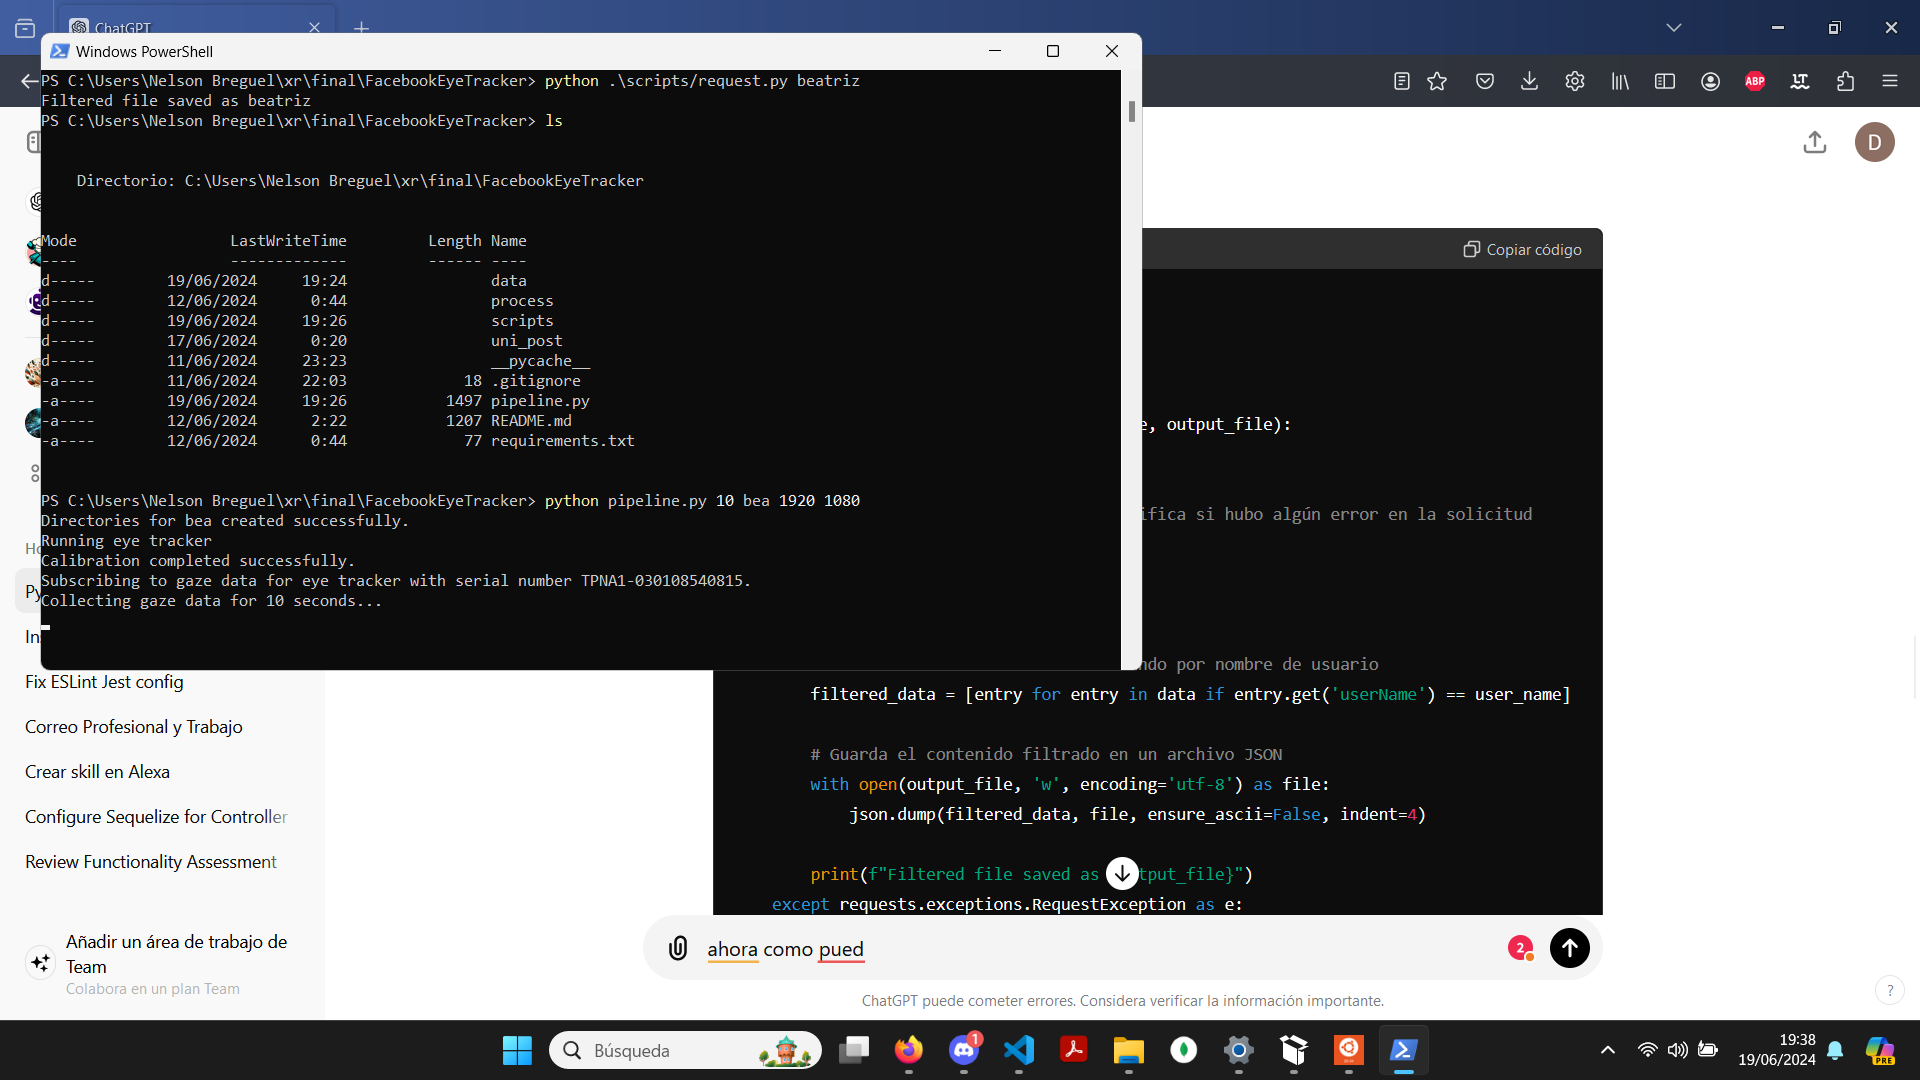 ChatGPT
Windows PowerShell
PS C:\Users\Nelson Breguel\xr\final\FacebookEyeTracker> python .\scripts/request.py beatriz
Filtered file saved as beatriz
PS C:\Users\Nelson Breguel\xr\final\FacebookEyeTracker> ls
Directorio: C:\Users\Nelson Breguel\xr\final\FacebookEyeTracker
Mode LastWriteTime Length Name
---- ------------- ------ ----
d----- 19/06/2024 19:24 data
d----- 12/06/2024 0:44 process
d----- 19/06/2024 19:26 scripts
d----- 17/06/2024 0:20 uni_post
d----- 11/06/2024 23:23 __pycache__
-a---- 11/06/2024 22:03 18 .gitignore
-a---- 19/06/2024 19:26 1497 pipeline.py
-a---- 12/06/2024 2:22 1207 README.md
-a---- 12/06/2024 0:44 77 requirements.txt
PS C:\Users\Nelson Breguel\xr\final\FacebookEyeTracker> python pipeline.py 10 bea 1920 1080
Directories for bea created successfully.
Running eye tracker
Calibration completed successfully.
Subscribing to gaze data for eye tracker with serial number TPNA1-030108540815.
Collecting gaze data for 10 seconds...
ABP
LT
D
Copiar código
e, output_file):
ifica si hubo algún error en la solicitud
ndo por nombre de usuario
filtered_data = [entry for entry in data if entry.get('userName') == user_name]
# Guarda el contenido filtrado en un archivo JSON
with open(output_file, 'w', encoding='utf-8') as file:
json.dump(filtered_data, file, ensure_ascii=False, indent=4)
print(f"Filtered file saved as tput_file}")
except requests.exceptions.RequestException as e:
Ho
Py
In
Fix ESLint Jest config
Correo Profesional y Trabajo
Crear skill en Alexa
Configure Sequelize for Controller
Review Functionality Assessment
Añadir un área de trabajo de
Team
Colabora en un plan Team
ahora como pued
2
ChatGPT puede cometer errores. Considera verificar la información importante.
?
Búsqueda
1
19:38
19/06/2024
PRE